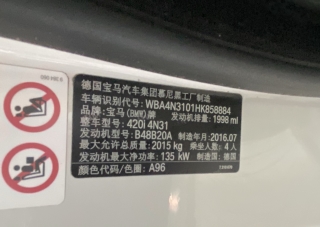 德国宝马汽车集团慕尼黑工厂制造
车辆识别代号: WBA4N3101HK858884
品牌: 宝马(BMW)牌 发动机排量: 1998 ml
整车型号: 420i 4N31
发动机型号: B48B20A 制造年月: 2016.07
最大允许总质量: 2015 kg 乘坐人数: 4 人
发动机最大净功率: 135 kW 制造国: 德国
颜色代码/色圈: A96